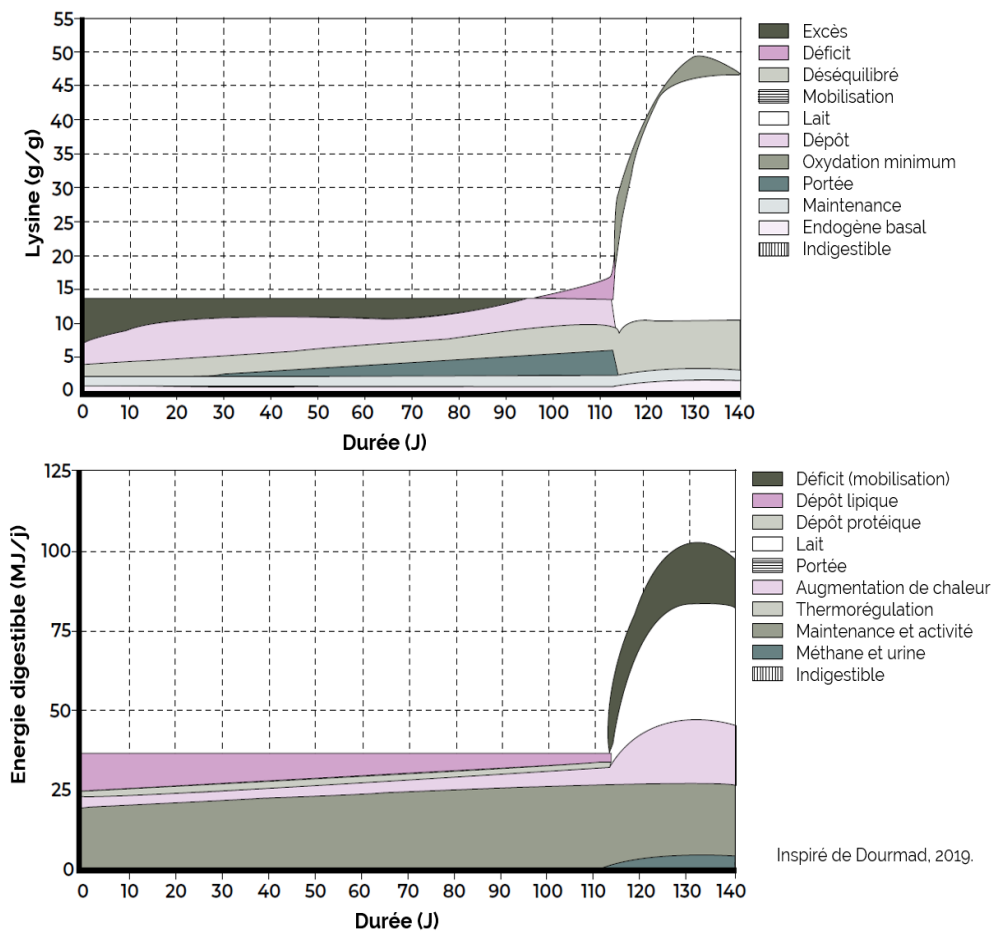 55
50
45
40
35
30
25
20
15
10
5
0
Lysine (g/g)
0 10 20 30 40 50 60 70 80 90 100 110 120 130 140
Durée (J)
Excès
Déficit
Déséquilibré
Mobilisation
Lait
Dépôt
Oxydation minimum
Portée
Maintenance
Endogène basal
Indigestible
125
100
75
50
25
0
Energie digestible (MJ/j)
0 10 20 30 40 50 60 70 80 90 100 110 120 130 140
Durée (J)
Déficit (mobilisation)
Dépôt lipique
Dépôt protéique
Lait
Portée
Augmentation de chaleur
Thermorégulation
Maintenance et activité
Méthane et urine
Indigestible
Inspiré de Dourmad, 2019.